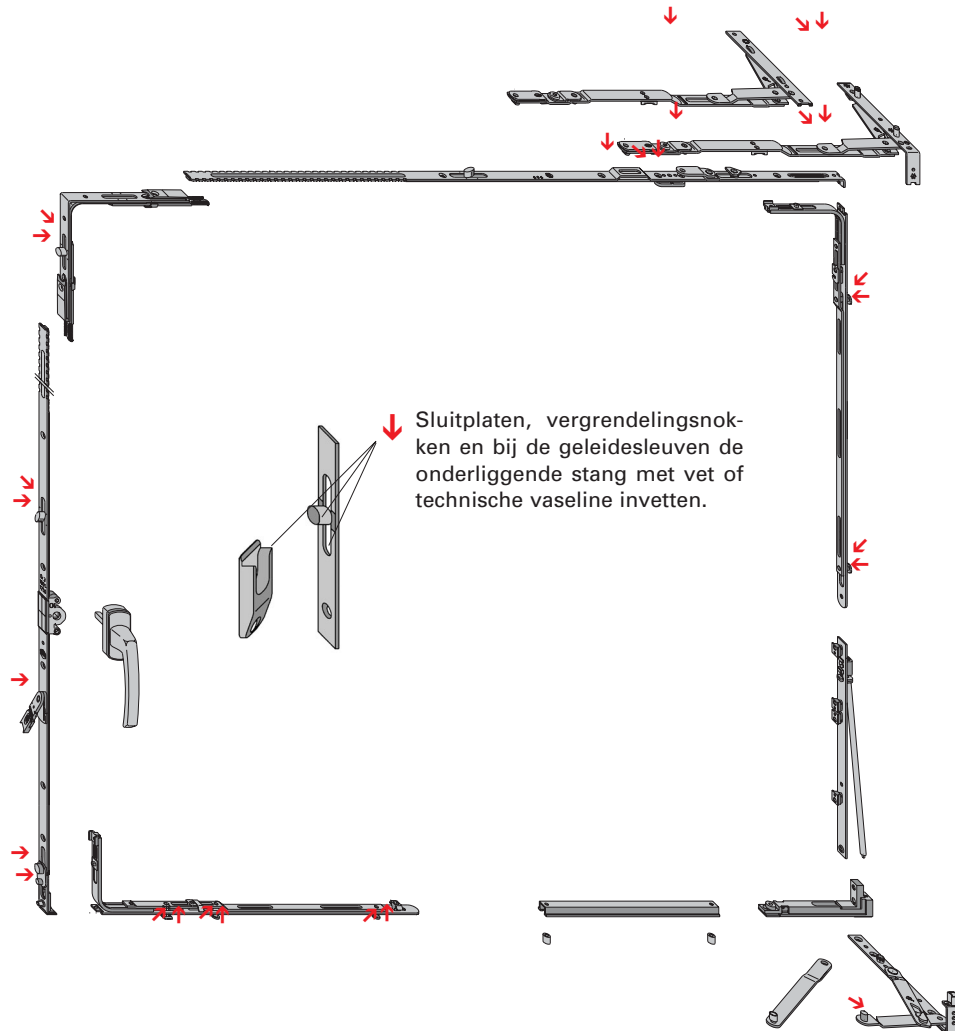 Sluitplaten, vergrendelingsnok-
ken en bij de geleidesleuven de
onderliggende stang met vet of
technische vaseline invetten.